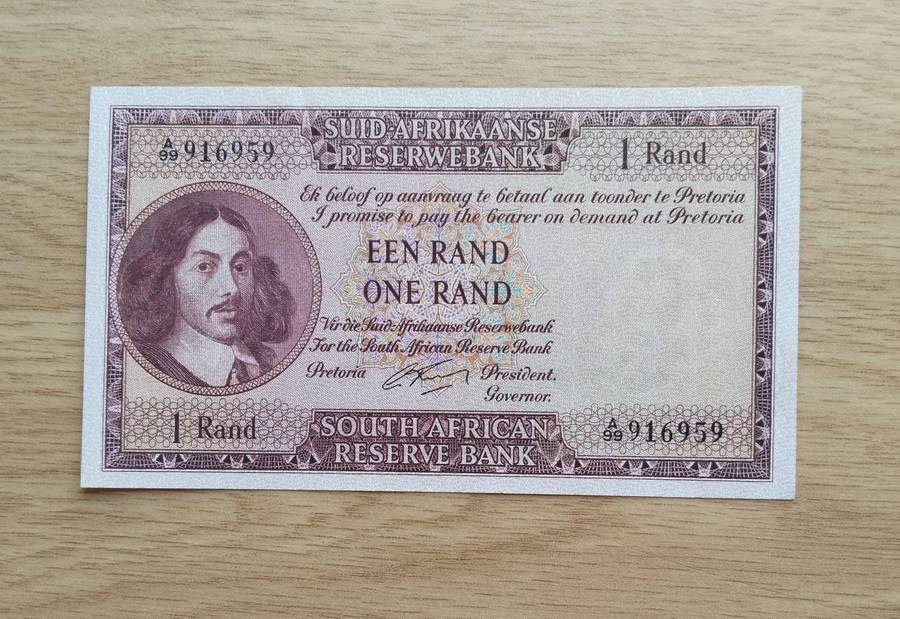 SUID-AFRIKAANSE
RESERWEBANK
A/99 916959
1 Rand
Ek beloof op aanvraag te betaal aan toonder te Pretoria
I promise to pay the bearer on demand at Pretoria
EEN RAND
ONE RAND
Vir die Suid-Afrikaanse Reserwebank
For the South African Reserve Bank
Pretoria President.
Governor.
1 Rand
SOUTH AFRICAN
RESERVE BANK
A/99 916959